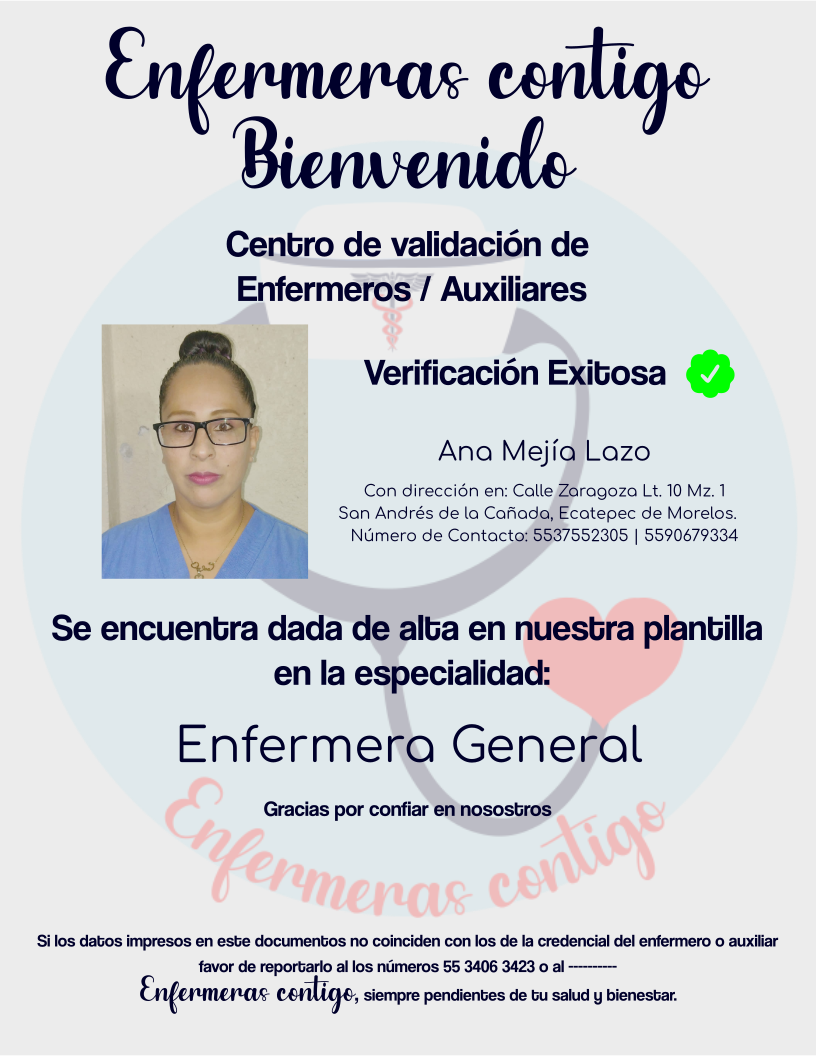 Enfermeras contigo
Bienvenido
Centro de validación de
Enfermeros / Auxiliares
Verificación Exitosa
Ana Mejía Lazo
Con dirección en: Calle Zaragoza Lt. 10 Mz. 1
San Andrés de la Cañada, Ecatepec de Morelos.
Número de Contacto: 5537552305 | 5590679334
Se encuentra dada de alta en nuestra plantilla
en la especialidad:
Enfermera General
Gracias por confiar en nosostros
Enfermeras contigo
Si los datos impresos en este documentos no coinciden con los de la credencial del enfermero o auxiliar
favor de reportarlo al los números 55 3406 3423 o al ----------
Enfermeras contigo, siempre pendientes de tu salud y bienestar.